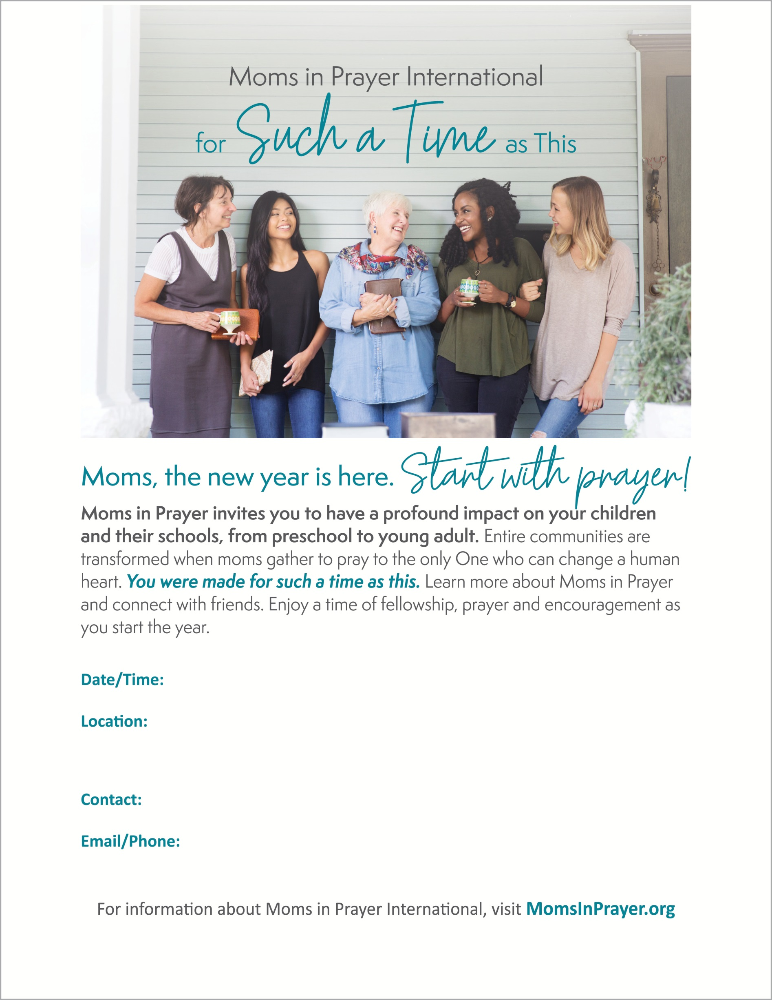 Moms in Prayer International
for Such a Time as This
Moms, the new year is here. Start with prayer!
Moms in Prayer invites you to have a profound impact on your children
and their schools, from preschool to young adult. Entire communities are
transformed when moms gather to pray to the only One who can change a human
heart. You were made for such a time as this. Learn more about Moms in Prayer
and connect with friends. Enjoy a time of fellowship, prayer and encouragement as
you start the year.
Date/Time:
Location:
Contact:
Email/Phone:
For information about Moms in Prayer International, visit MomsInPrayer.org